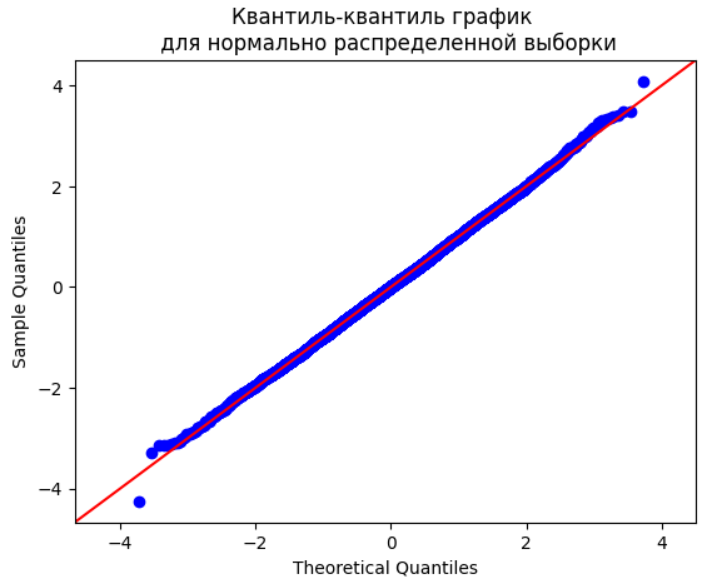 Квантиль-квантиль график
для нормально распределенной выборки
4
2
0
−2
−4
Sample Quantiles
−4 −2 0 2 4
Theoretical Quantiles